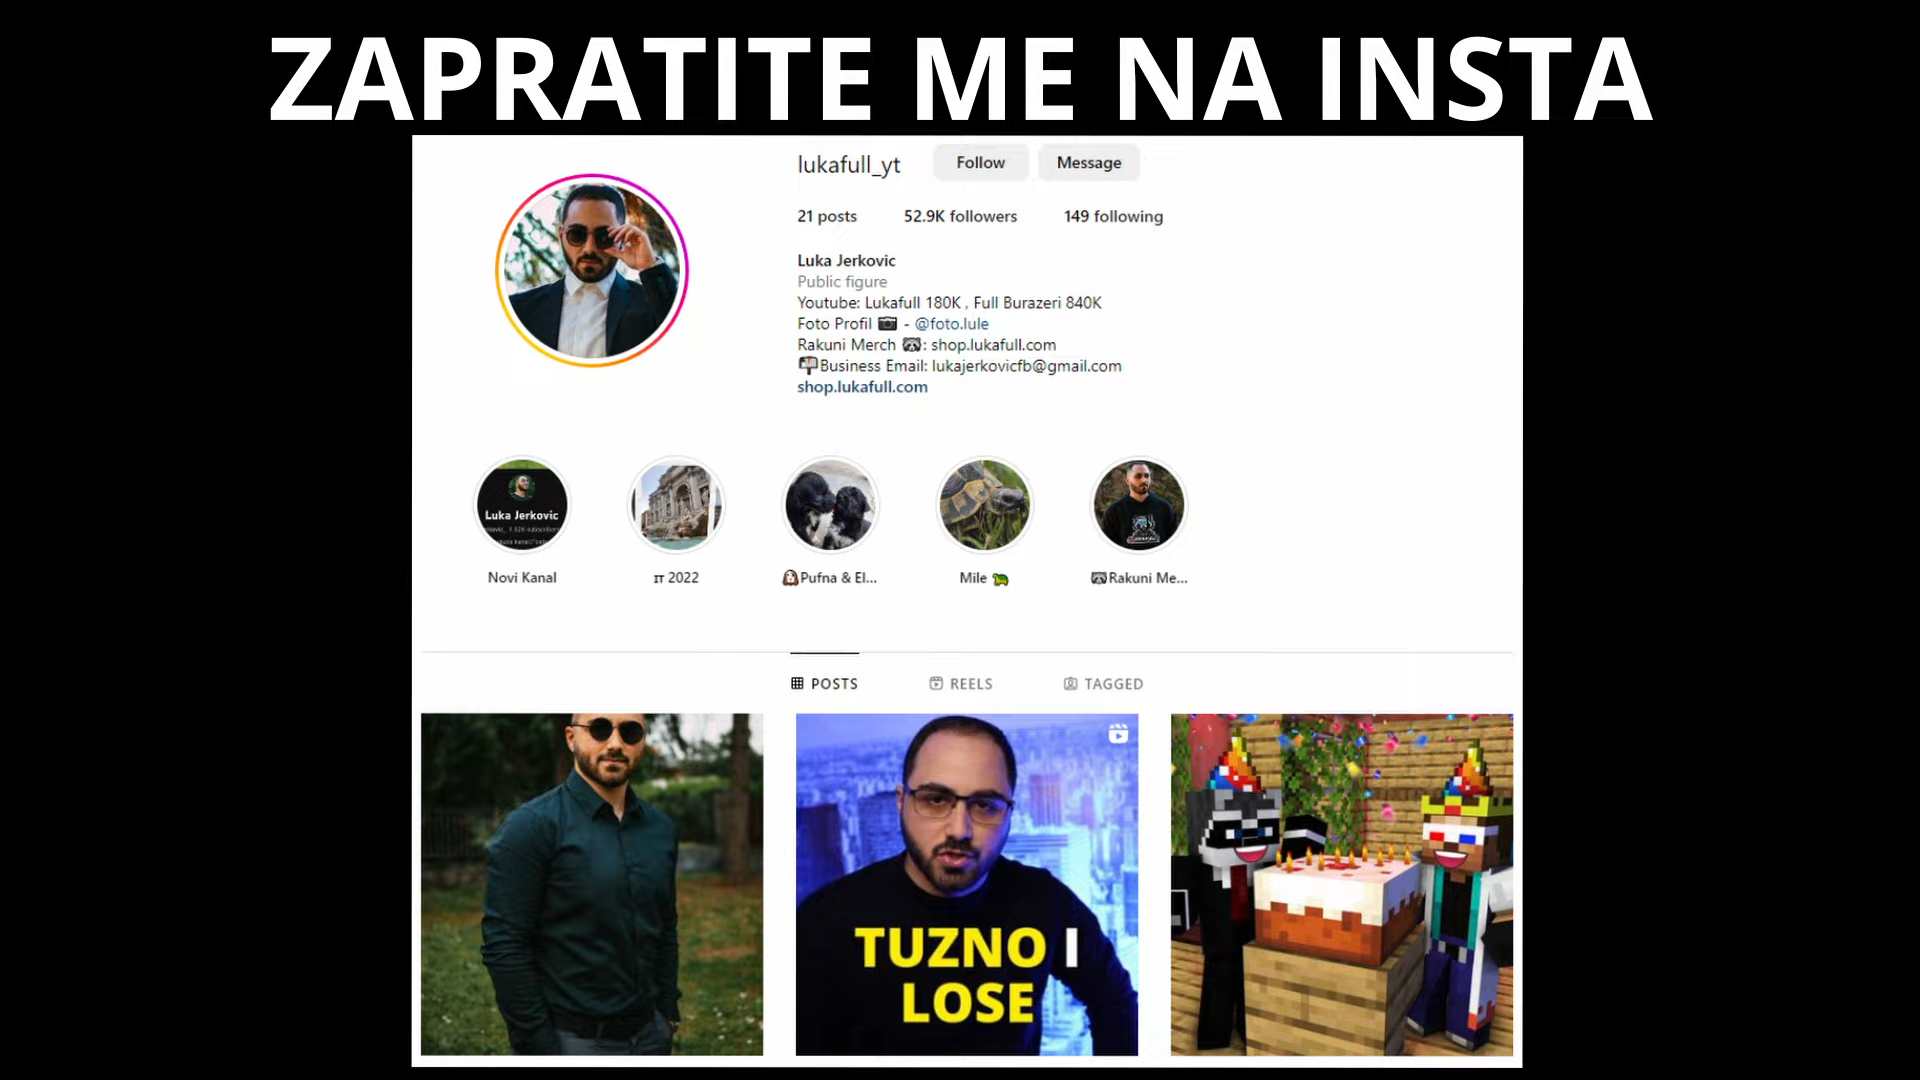 ZAPRATITE ME NA INSTA
lukafull_yt Follow Message
21 posts 52.9K followers 149 following
Luka Jerkovic
Public figure
Youtube: Lukafull 180K , Full Burazeri 840K
Foto Profil 📷 - @foto.lule
Rakuni Merch 🦝: shop.lukafull.com
📬Business Email: lukajerkovicfb@gmail.com
shop.lukafull.com
Luka Jerkovic
Novi Kanal IT 2022 🐶Pufna & El... Mile 🐢 🦝Rakuni Me...
POSTS REELS TAGGED
TUZNO I
LOSE